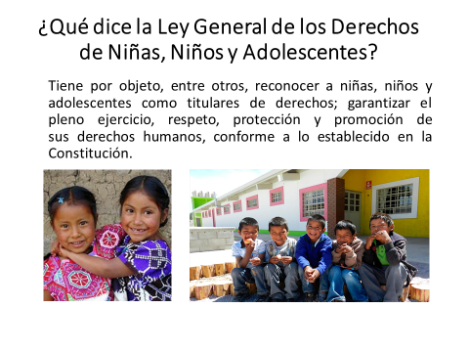 ¿Qué dice la Ley General de los Derechos
de Niñas, Niños y Adolescentes?
Tiene por objeto, entre otros, reconocer a niñas, niños y
adolescentes como titulares de derechos; garantizar el
pleno ejercicio, respeto, protección y promoción de
sus derechos humanos, conforme a lo establecido en la
Constitución.